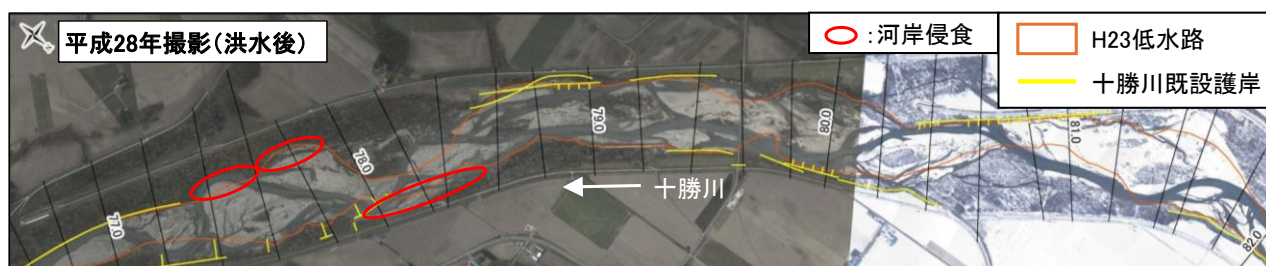 平成28年撮影(洪水後)
:河岸侵食
H23低水路
十勝川既設護岸
77.0
78.0
79.0
80.0
81.0
82.0
十勝川